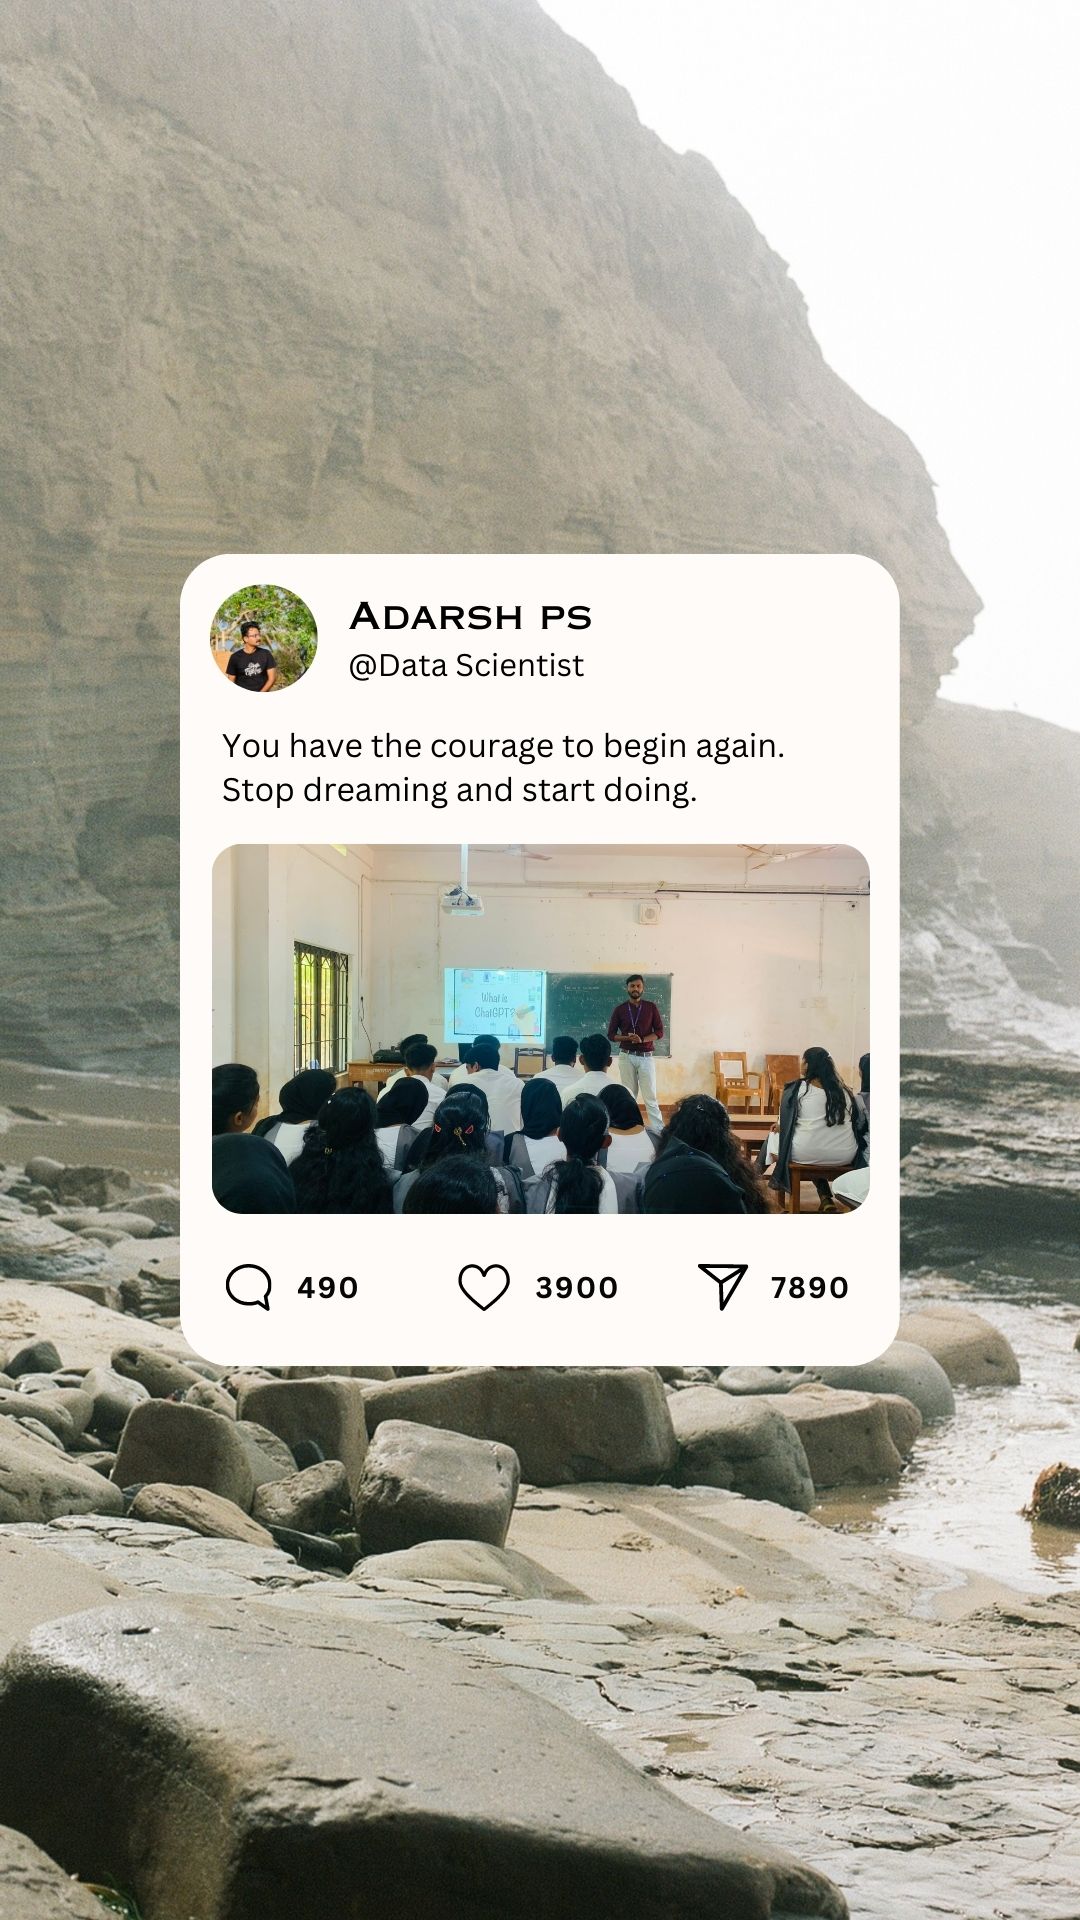 ADARSH PS
@Data Scientist
You have the courage to begin again.
Stop dreaming and start doing.
What is
ChatGPT?
490
3900
7890